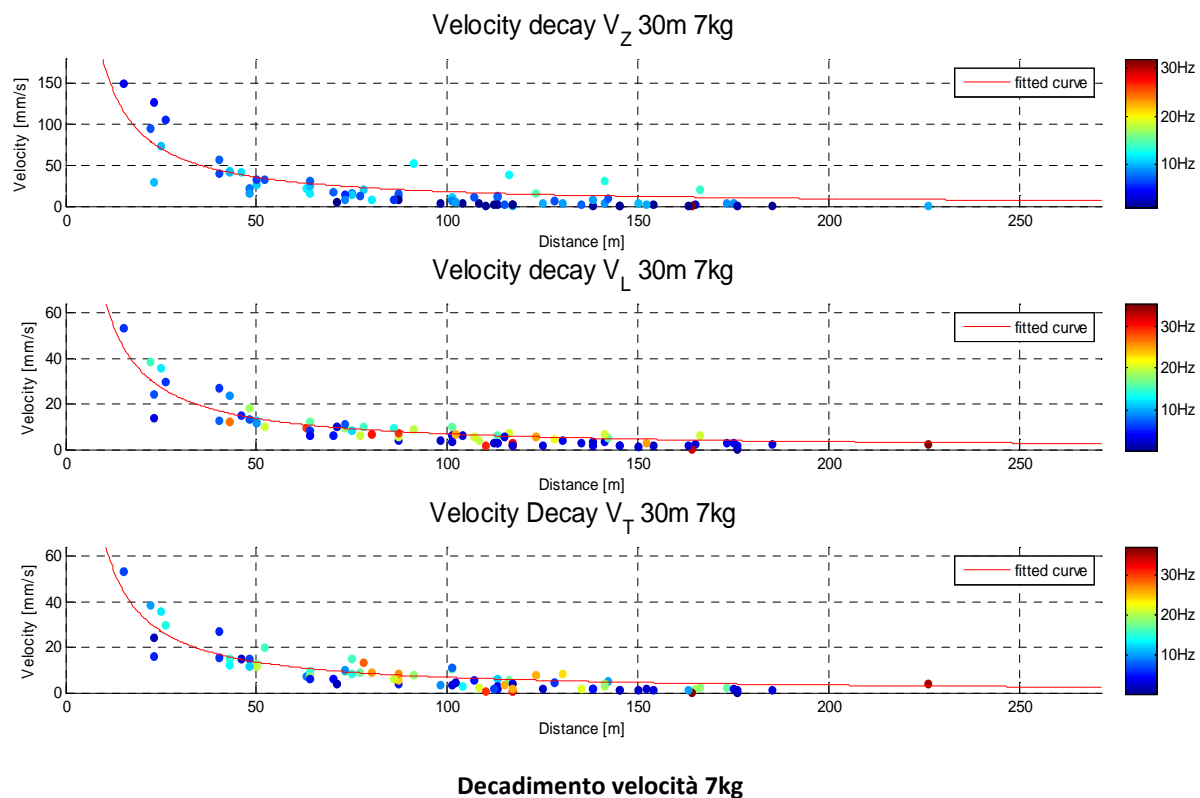 Velocity decay V_Z 30m 7kg
Velocity [mm/s]
150
100
50
0
0 50 100 150 200 250
Distance [m]
fitted curve
30Hz
20Hz
10Hz
Velocity decay V_L 30m 7kg
Velocity [mm/s]
60
40
20
0
0 50 100 150 200 250
Distance [m]
fitted curve
30Hz
20Hz
10Hz
Velocity Decay V_T 30m 7kg
Velocity [mm/s]
60
40
20
0
0 50 100 150 200 250
Distance [m]
fitted curve
30Hz
20Hz
10Hz
Decadimento velocità 7kg